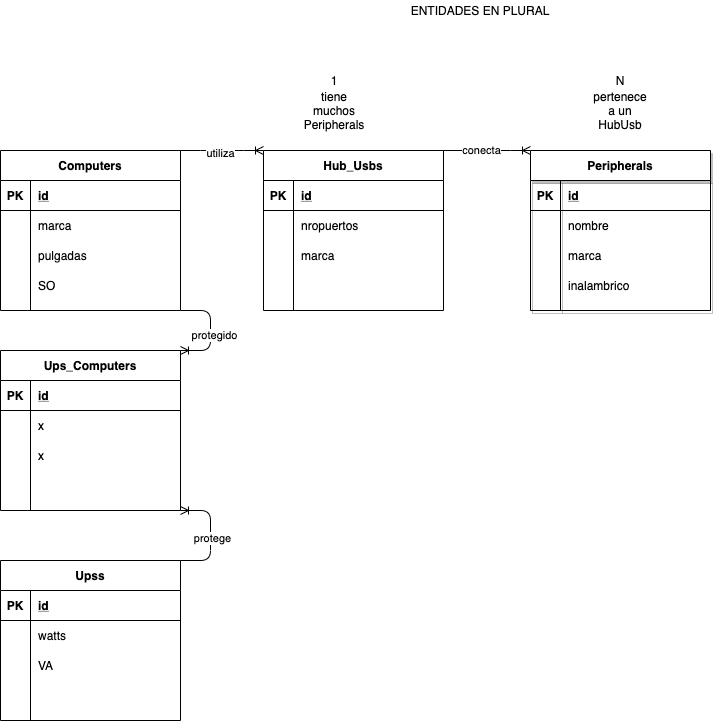 ENTIDADES EN PLURAL
1
tiene
muchos
Peripherals
N
pertenece
a un
HubUsb
Computers
PK id
marca
pulgadas
SO
utiliza
Hub_Usbs
PK id
nropuertos
marca
conecta
Peripherals
PK id
nombre
marca
inalambrico
protegido
Ups_Computers
PK id
x
x
protege
Upss
PK id
watts
VA